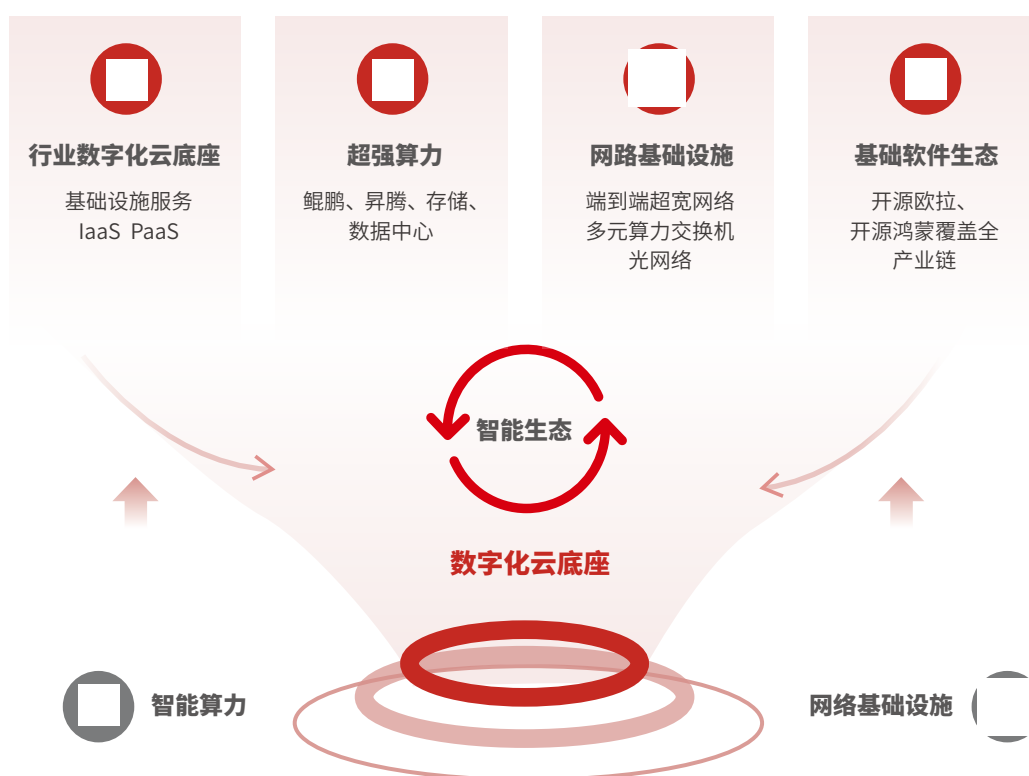 行业数字化云底座
基础设施服务
IaaS PaaS
超强算力
鲲鹏、昇腾、存储、
数据中心
网路基础设施
端到端超宽网络
多元算力交换机
光网络
基础软件生态
开源欧拉、
开源鸿蒙覆盖全
产业链
智能生态
数字化云底座
智能算力
网络基础设施